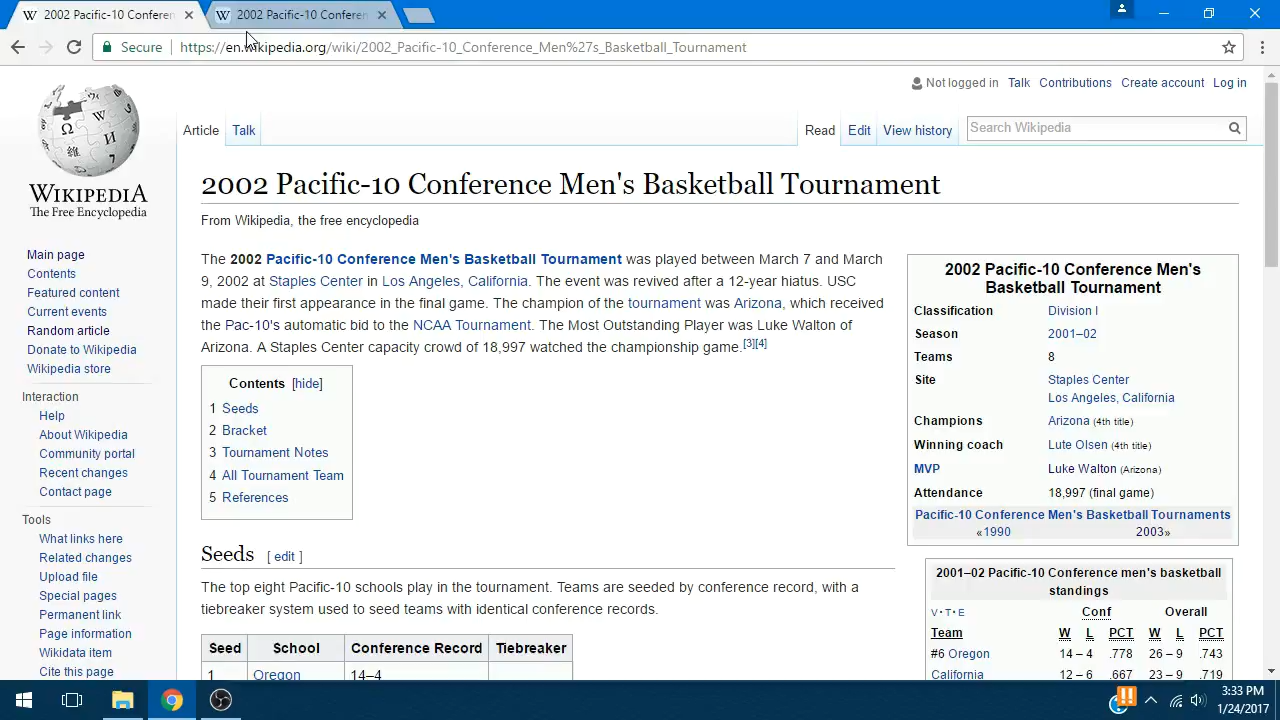 2002 Pacific-10 Conferen
2002 Pacific-10 Conferen
Secure
https://en.wikipedia.org/wiki/2002_Pacific-10_Conference_Men%27s_Basketball_Tournament
Not logged in Talk Contributions Create account Log in
Article Talk
Read Edit View history
Search Wikipedia
WIKIPEDIA
The Free Encyclopedia
Main page
Contents
Featured content
Current events
Random article
Donate to Wikipedia
Wikipedia store
Interaction
Help
About Wikipedia
Community portal
Recent changes
Contact page
Tools
What links here
Related changes
Upload file
Special pages
Permanent link
Page information
Wikidata item
Cite this page
2002 Pacific-10 Conference Men's Basketball Tournament
From Wikipedia, the free encyclopedia
The 2002 Pacific-10 Conference Men's Basketball Tournament was played between March 7 and March
9, 2002 at Staples Center in Los Angeles, California. The event was revived after a 12-year hiatus. USC
made their first appearance in the final game. The champion of the tournament was Arizona, which received
the Pac-10's automatic bid to the NCAA Tournament. The Most Outstanding Player was Luke Walton of
Arizona. A Staples Center capacity crowd of 18,997 watched the championship game.[3][4]
Contents [hide]
1 Seeds
2 Bracket
3 Tournament Notes
4 All Tournament Team
5 References
Seeds [ edit ]
The top eight Pacific-10 schools play in the tournament. Teams are seeded by conference record, with a
tiebreaker system used to seed teams with identical conference records.
Seed School Conference Record Tiebreaker
1 Oregon 14–4
2002 Pacific-10 Conference Men's
Basketball Tournament
Classification Division I
Season 2001–02
Teams 8
Site Staples Center
Los Angeles, California
Champions Arizona (4th title)
Winning coach Lute Olsen (4th title)
MVP Luke Walton (Arizona)
Attendance 18,997 (final game)
Pacific-10 Conference Men's Basketball Tournaments
«1990 2003»
2001–02 Pacific-10 Conference men's basketball
standings
V·T·E Conf Overall
Team W L PCT W L PCT
#6 Oregon 14 – 4 .778 26 – 9 .743
California 12 – 6 .667 23 – 9 .719
3:33 PM
1/24/2017